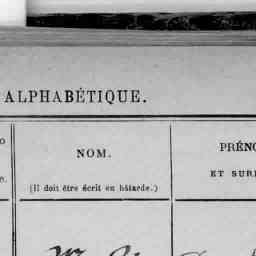 ALPHABÉTIQUE.
NOM.
(Il doit être écrit en bâtarde.)
PRÉNO
ET SUR